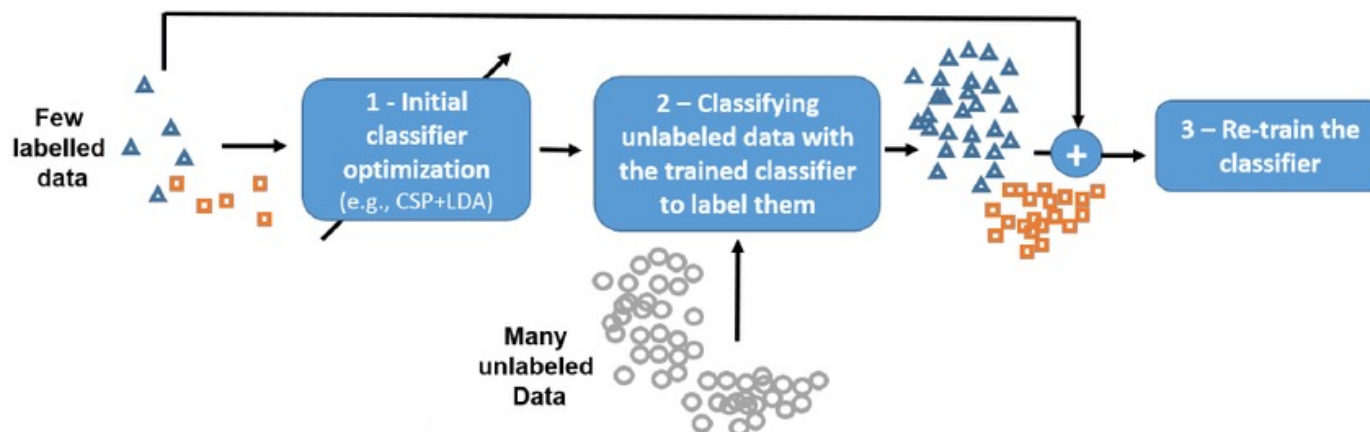 Few
labelled
data
1 - Initial
classifier
optimization
(e.g., CSP+LDA)
2 – Classifying
unlabeled data with
the trained classifier
to label them
+
3 – Re-train the
classifier
Many
unlabeled
Data